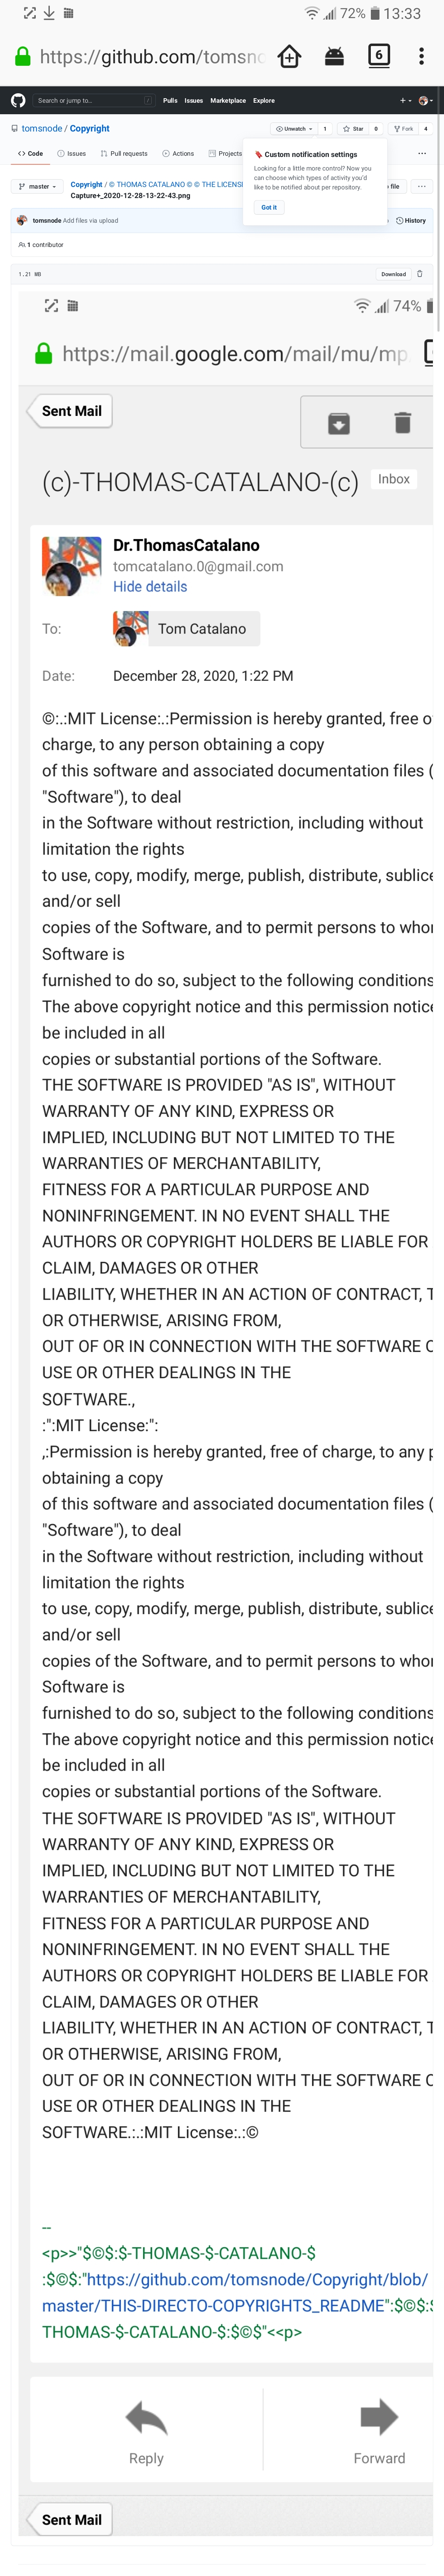 72% 13:33
https://github.com/tomsno
6
Search or jump to... / Pulls Issues Marketplace Explore
tomsnode / Copyright
Unwatch 1 Star 0 Fork 4
Code Issues Pull requests Actions Projects
Custom notification settings
Looking for a little more control? Now you
can choose which types of activity you'd
like to be notified about per repository.
Got it
master
Copyright / © THOMAS CATALANO © © THE LICENS
Capture+_2020-12-28-13-22-43.png
file
tomsnode Add files via upload
History
1 contributor
1.21 MB
Download
74%
https://mail.google.com/mail/mu/mp
Sent Mail
(c)-THOMAS-CATALANO-(c) Inbox
Dr.ThomasCatalano
tomcatalano.0@gmail.com
Hide details
To: Tom Catalano
Date: December 28, 2020, 1:22 PM
©:.:MIT License:.:Permission is hereby granted, free o
charge, to any person obtaining a copy
of this software and associated documentation files (
"Software"), to deal
in the Software without restriction, including without
limitation the rights
to use, copy, modify, merge, publish, distribute, sublice
and/or sell
copies of the Software, and to permit persons to who
Software is
furnished to do so, subject to the following conditions
The above copyright notice and this permission notice
be included in all
copies or substantial portions of the Software.
THE SOFTWARE IS PROVIDED "AS IS", WITHOUT
WARRANTY OF ANY KIND, EXPRESS OR
IMPLIED, INCLUDING BUT NOT LIMITED TO THE
WARRANTIES OF MERCHANTABILITY,
FITNESS FOR A PARTICULAR PURPOSE AND
NONINFRINGEMENT. IN NO EVENT SHALL THE
AUTHORS OR COPYRIGHT HOLDERS BE LIABLE FOR
CLAIM, DAMAGES OR OTHER
LIABILITY, WHETHER IN AN ACTION OF CONTRACT, T
OR OTHERWISE, ARISING FROM,
OUT OF OR IN CONNECTION WITH THE SOFTWARE O
USE OR OTHER DEALINGS IN THE
SOFTWARE.,
:":MIT License:":
,:Permission is hereby granted, free of charge, to any p
obtaining a copy
of this software and associated documentation files (
"Software"), to deal
in the Software without restriction, including without
limitation the rights
to use, copy, modify, merge, publish, distribute, sublice
and/or sell
copies of the Software, and to permit persons to who
Software is
furnished to do so, subject to the following conditions
The above copyright notice and this permission notice
be included in all
copies or substantial portions of the Software.
THE SOFTWARE IS PROVIDED "AS IS", WITHOUT
WARRANTY OF ANY KIND, EXPRESS OR
IMPLIED, INCLUDING BUT NOT LIMITED TO THE
WARRANTIES OF MERCHANTABILITY,
FITNESS FOR A PARTICULAR PURPOSE AND
NONINFRINGEMENT. IN NO EVENT SHALL THE
AUTHORS OR COPYRIGHT HOLDERS BE LIABLE FOR
CLAIM, DAMAGES OR OTHER
LIABILITY, WHETHER IN AN ACTION OF CONTRACT, T
OR OTHERWISE, ARISING FROM,
OUT OF OR IN CONNECTION WITH THE SOFTWARE O
USE OR OTHER DEALINGS IN THE
SOFTWARE.:.:MIT License:.:©
--
<p>>"$©$:$-THOMAS-$-CATALANO-$
:$©$:"https://github.com/tomsnode/Copyright/blob/
master/THIS-DIRECTO-COPYRIGHTS_README":$©$:$
THOMAS-$-CATALANO-$:$©$"<<p>
Reply Forward
Sent Mail